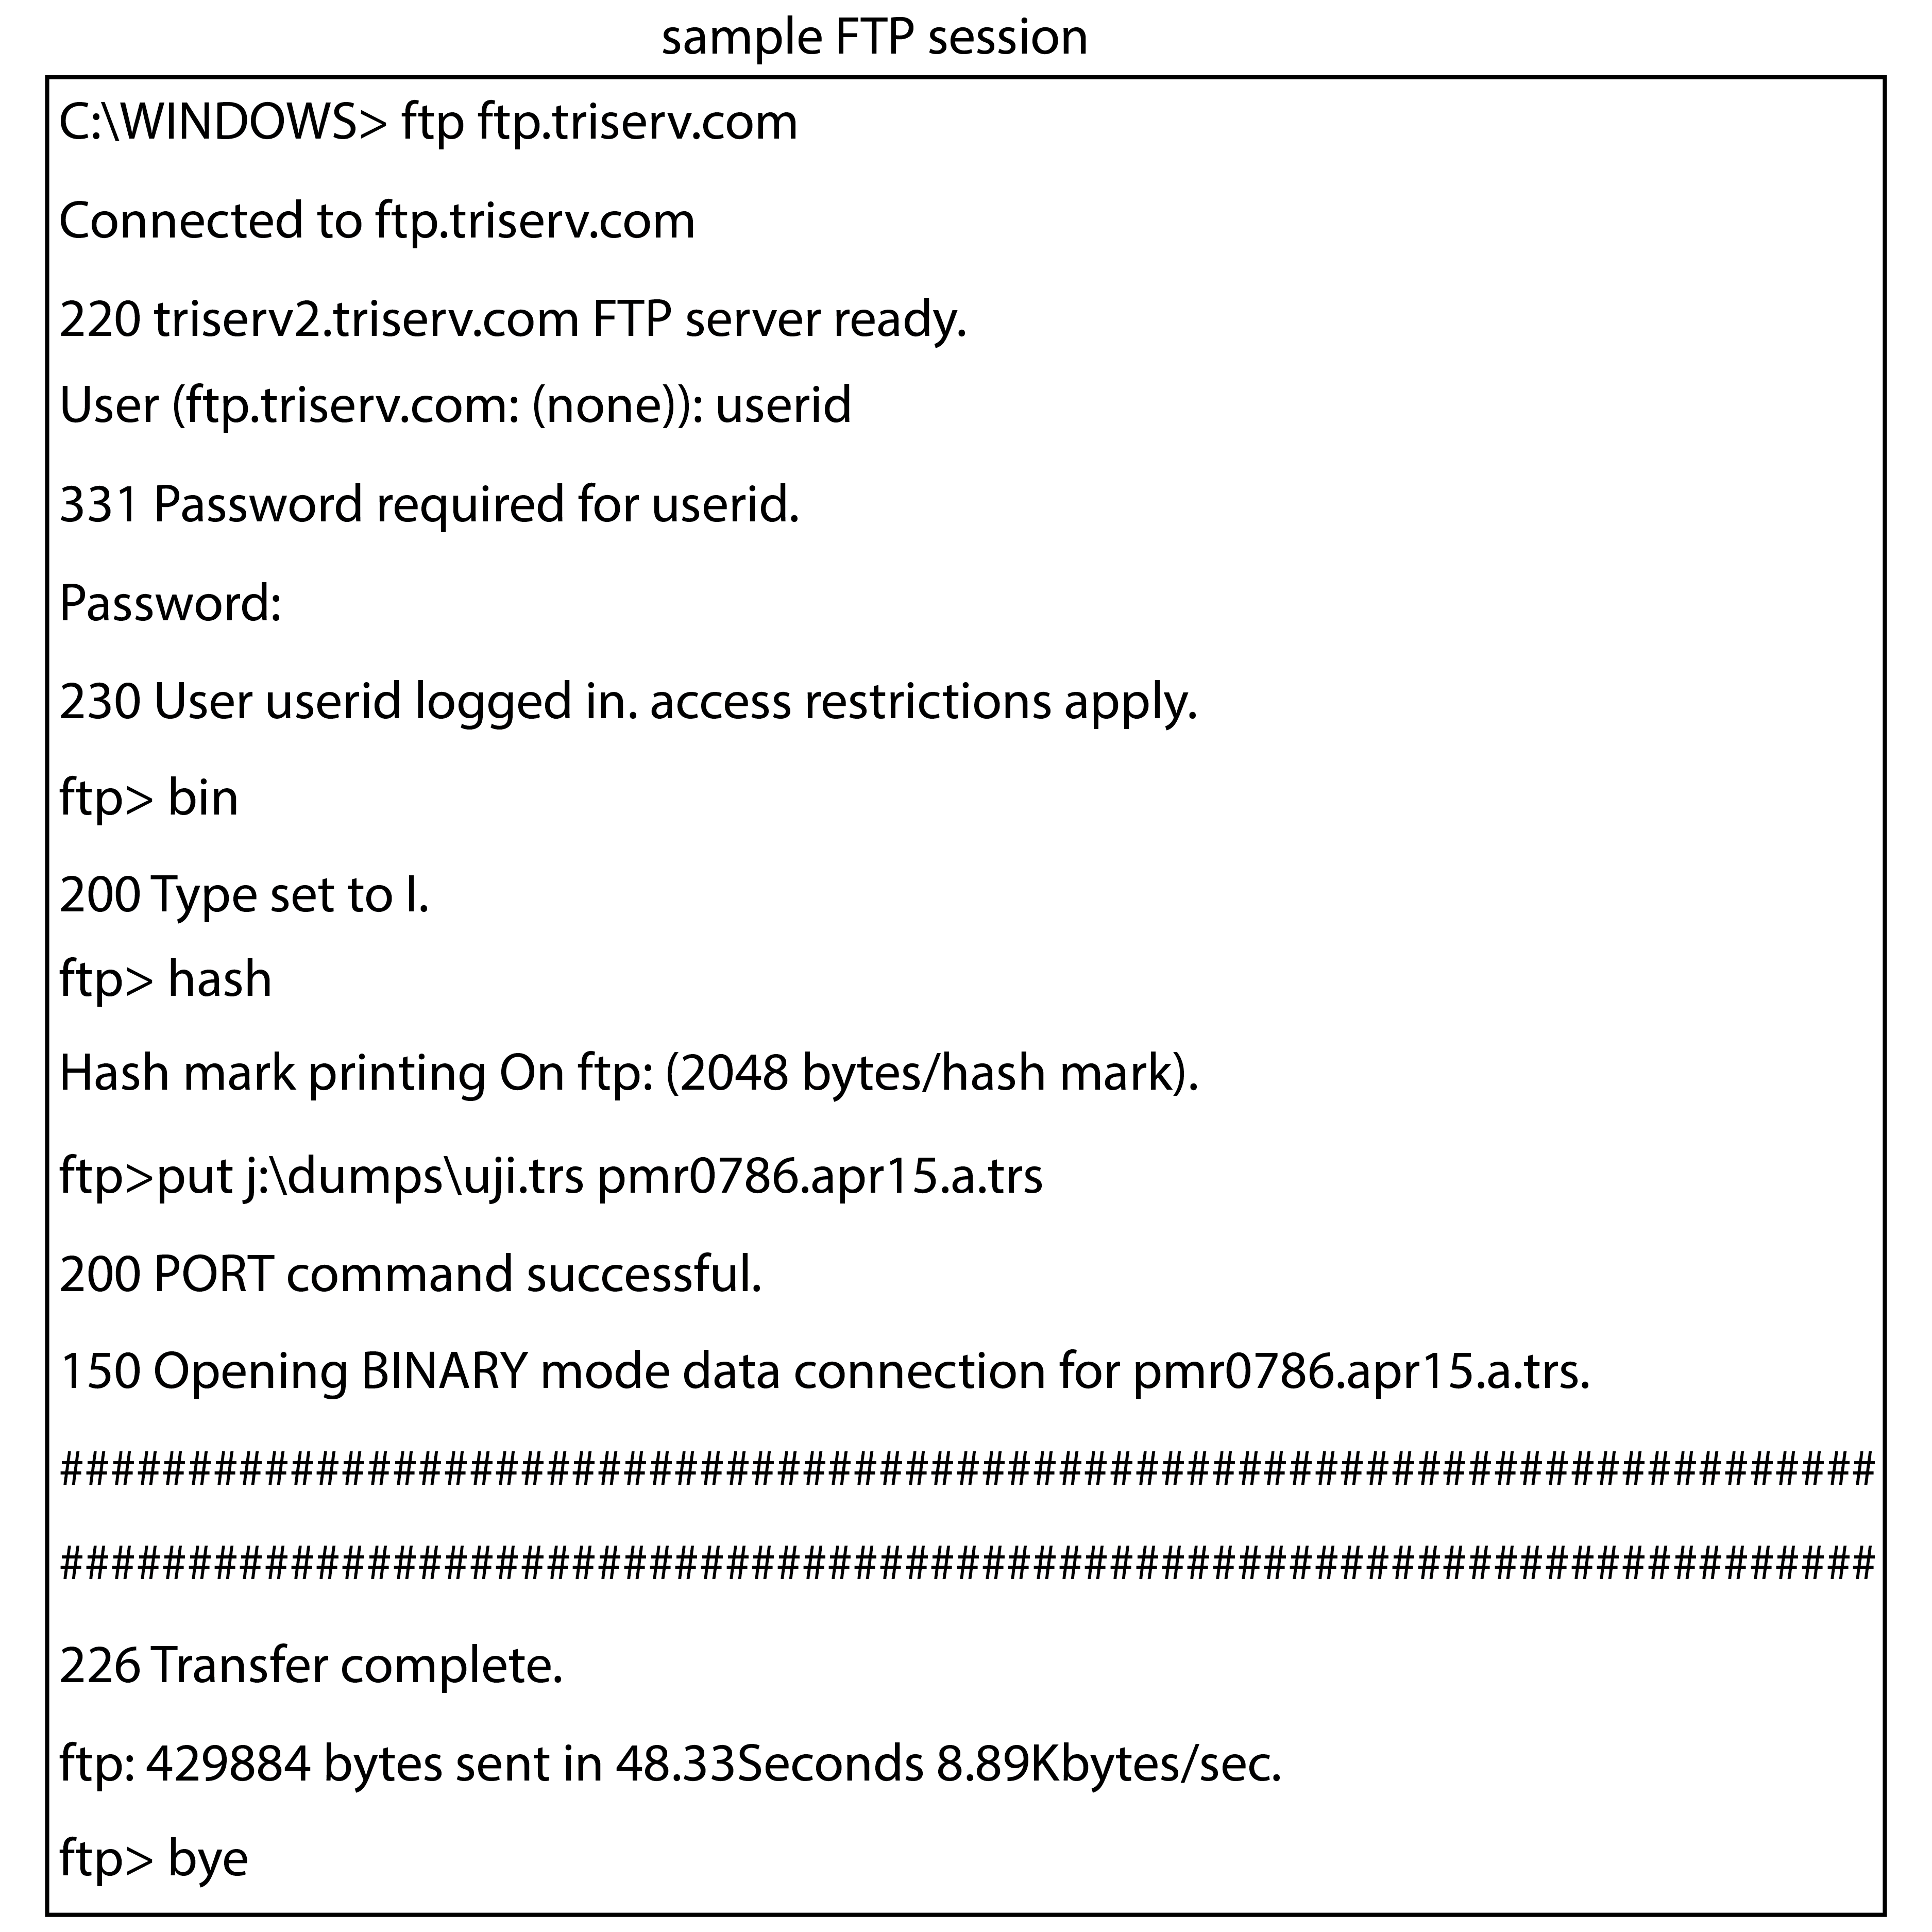 sample FTP session
C:\WINDOWS> ftp ftp.triserv.com
Connected to ftp.triserv.com
220 triserv2.triserv.com FTP server ready.
User (ftp.triserv.com: (none)): userid
331 Password required for userid.
Password:
230 User userid logged in. access restrictions apply.
ftp> bin
200 Type set to I.
ftp> hash
Hash mark printing On ftp: (2048 bytes/hash mark).
ftp>put j:\dumps\uji.trs pmr0786.apr15.a.trs
200 PORT command successful.
150 Opening BINARY mode data connection for pmr0786.apr15.a.trs.
#######################################################################
#######################################################################
226 Transfer complete.
ftp: 429884 bytes sent in 48.33Seconds 8.89Kbytes/sec.
ftp> bye